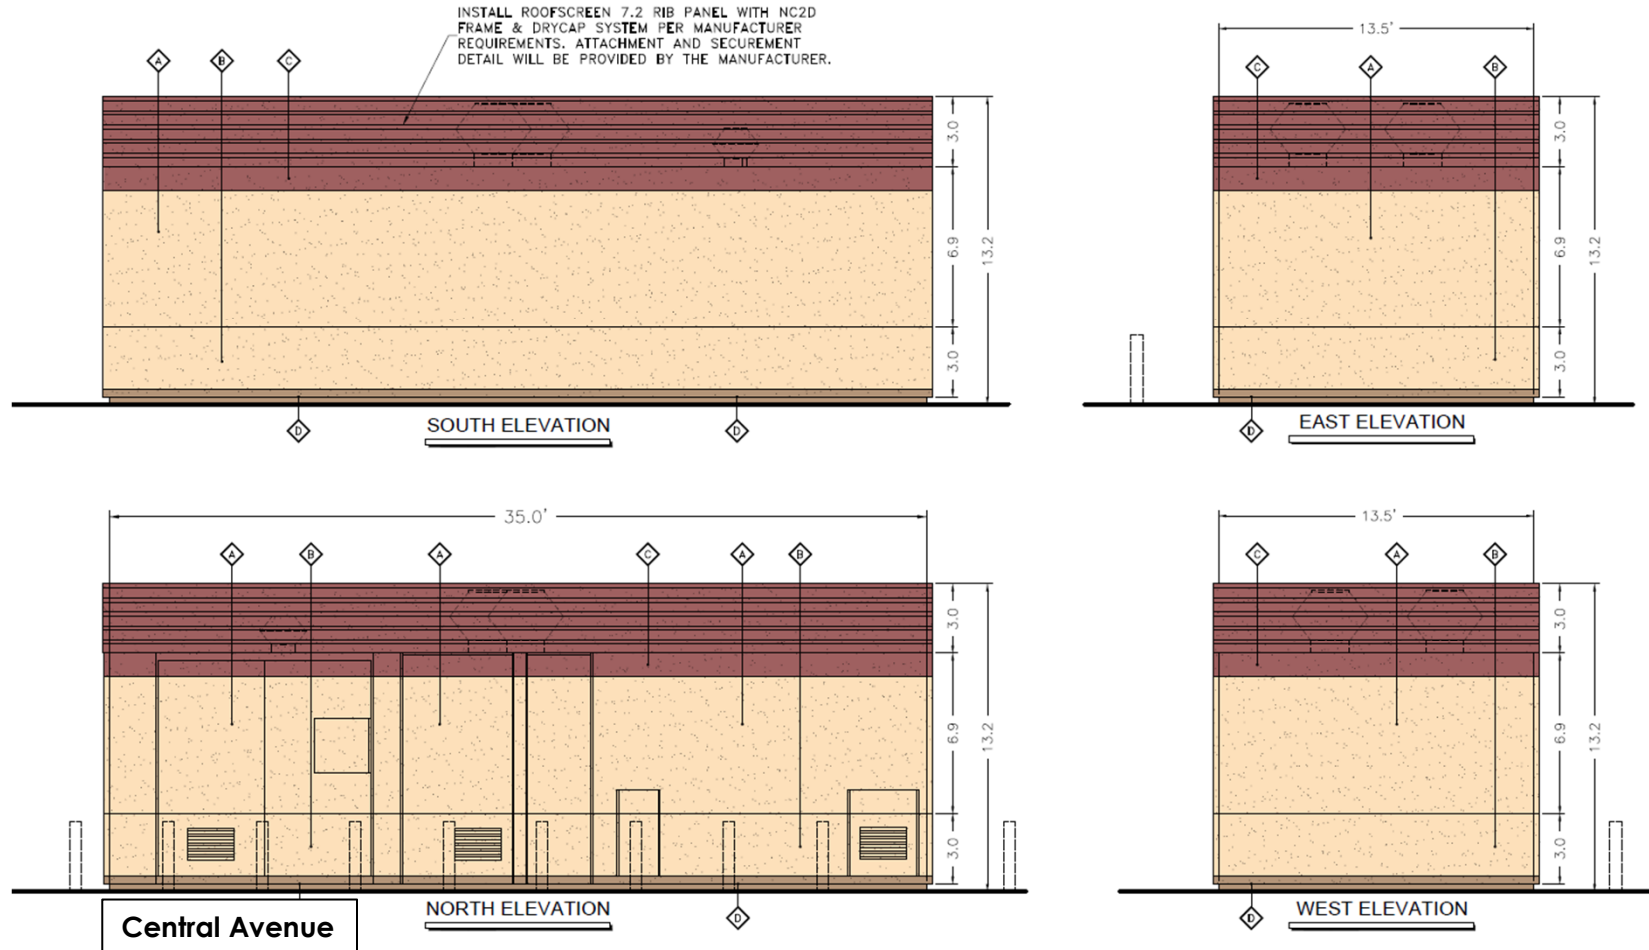 INSTALL ROOFSCREEN 7.2 RIB PANEL WITH NC2D
FRAME & DRYCAP SYSTEM PER MANUFACTURER
REQUIREMENTS. ATTACHMENT AND SECUREMENT
DETAIL WILL BE PROVIDED BY THE MANUFACTURER.
A B C
3.0
6.9
3.0
13.2
D D
SOUTH ELEVATION
13.5'
C A B
3.0
6.9
3.0
13.2
D
EAST ELEVATION
35.0'
A B A C A B
3.0
6.9
3.0
13.2
D
NORTH ELEVATION
Central Avenue
13.5'
C A B
3.0
6.9
3.0
13.2
D
WEST ELEVATION